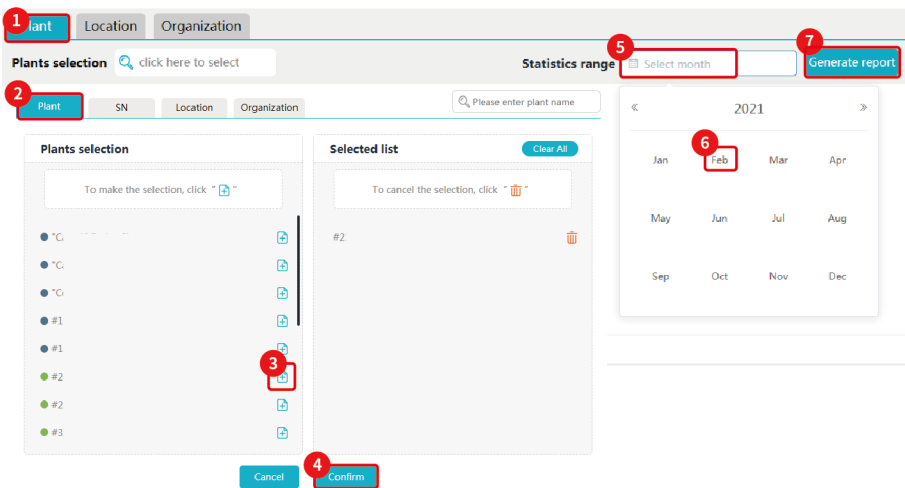 1 Plant Location Organization
Plants selection click here to select Statistics range 5 Select month 7 Generate report
2 Plant SN Location Organization Please enter plant name
« 2021 »
Plants selection Selected list Clear All
6
Jan Feb Mar Apr
To make the selection, click " " To cancel the selection, click " "
May Jun Jul Aug
#2
Sep Oct Nov Dec
#1
#1
3
#2
#2
#3
Cancel 4 Confirm